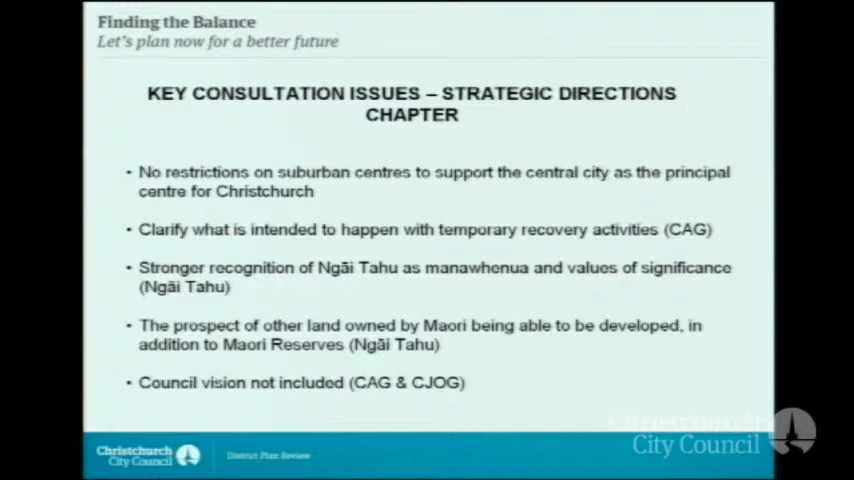 Finding the Balance
Let's plan now for a better future
KEY CONSULTATION ISSUES – STRATEGIC DIRECTIONS
CHAPTER
• No restrictions on suburban centres to support the central city as the principal
centre for Christchurch
• Clarify what is intended to happen with temporary recovery activities (CAG)
• Stronger recognition of Ngāi Tahu as manawhenua and values of significance
(Ngāi Tahu)
• The prospect of other land owned by Maori being able to be developed, in
addition to Maori Reserves (Ngāi Tahu)
• Council vision not included (CAG & CJOG)
Christchurch
City Council
District Plan Review
Christchurch
City Council